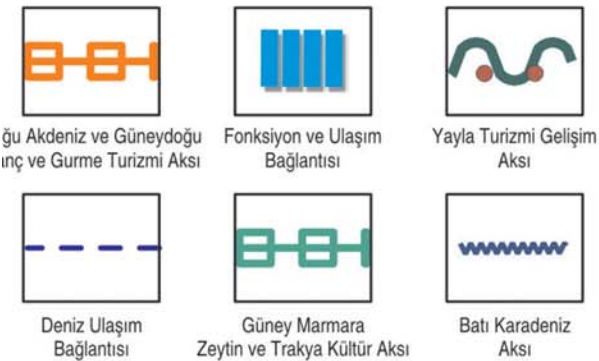 ğu Akdeniz ve Güneydoğu
nç ve Gurme Turizmi Aksı
Fonksiyon ve Ulaşım
Bağlantısı
Yayla Turizmi Gelişim
Aksı
Deniz Ulaşım
Bağlantısı
Güney Marmara
Zeytin ve Trakya Kültür Aksı
Batı Karadeniz
Aksı